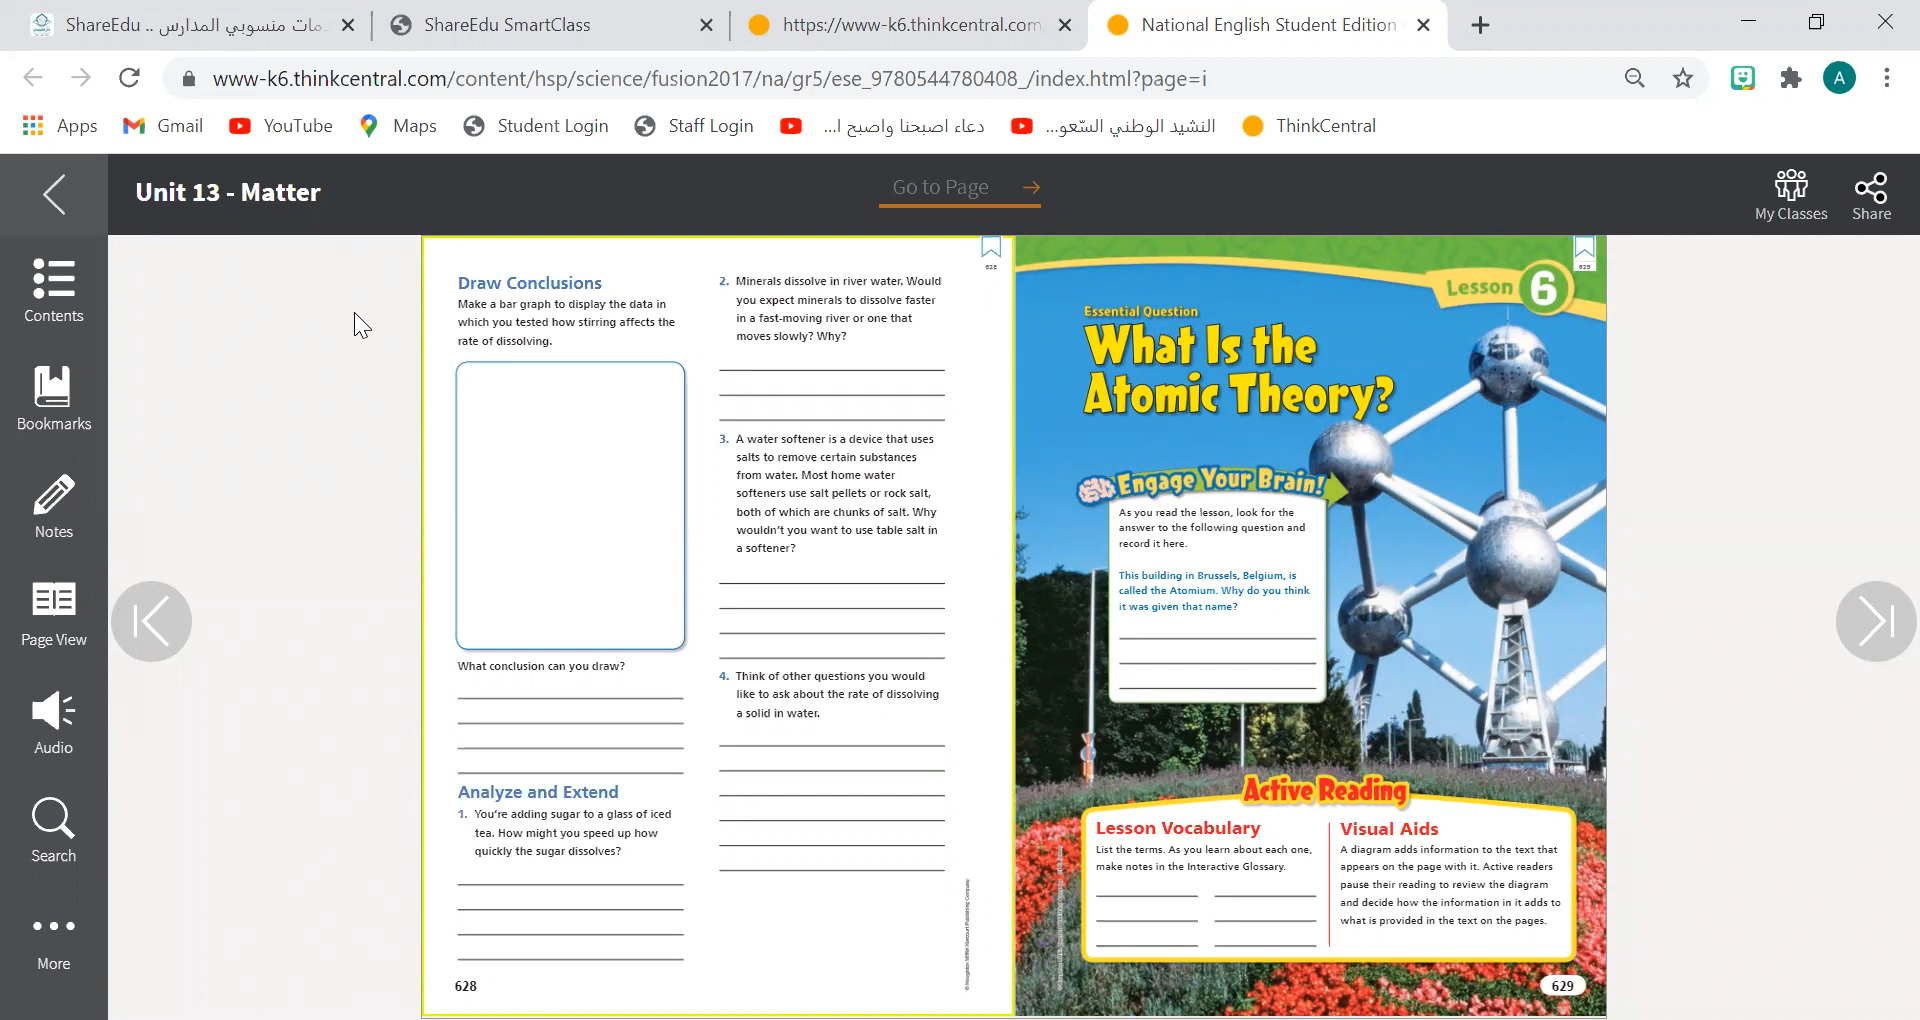 ShareEdu .. خدمات منسوبي المدارس
ShareEdu SmartClass
https://www-k6.thinkcentral.com/
National English Student Edition
www-k6.thinkcentral.com/content/hsp/science/fusion2017/na/gr5/ese_9780544780408_/index.html?page=i
A
Apps
Gmail
YouTube
Maps
Student Login
Staff Login
دعاء اصبحنا واصبح ا...
النشيد الوطني السّعو...
ThinkCentral
Unit 13 - Matter
Go to Page
My Classes
Share
Contents
Bookmarks
Notes
Page View
Audio
Search
More
628
Draw Conclusions
Make a bar graph to display the data in
which you tested how stirring affects the
rate of dissolving.
What conclusion can you draw?
Analyze and Extend
1. You're adding sugar to a glass of iced
tea. How might you speed up how
quickly the sugar dissolves?
2. Minerals dissolve in river water. Would
you expect minerals to dissolve faster
in a fast-moving river or one that
moves slowly? Why?
3. A water softener is a device that uses
salts to remove certain substances
from water. Most home water
softeners use salt pellets or rock salt,
both of which are chunks of salt. Why
wouldn't you want to use table salt in
a softener?
4. Think of other questions you would
like to ask about the rate of dissolving
a solid in water.
© Houghton Mifflin Harcourt Publishing Company
628
629
Lesson 6
Essential Question
What Is the
Atomic Theory?
Engage Your Brain!
As you read the lesson, look for the
answer to the following question and
record it here.
This building in Brussels, Belgium, is
called the Atomium. Why do you think
it was given that name?
Active Reading
Lesson Vocabulary
List the terms. As you learn about each one,
make notes in the Interactive Glossary.
Visual Aids
A diagram adds information to the text that
appears on the page with it. Active readers
pause their reading to review the diagram
and decide how the information in it adds to
what is provided in the text on the pages.
629